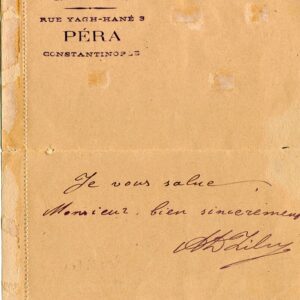 RUE YAGH-HANÉ 3
PÉRA
CONSTANTINOPLE
Je vous salue
Monsieur, bien sincèremen